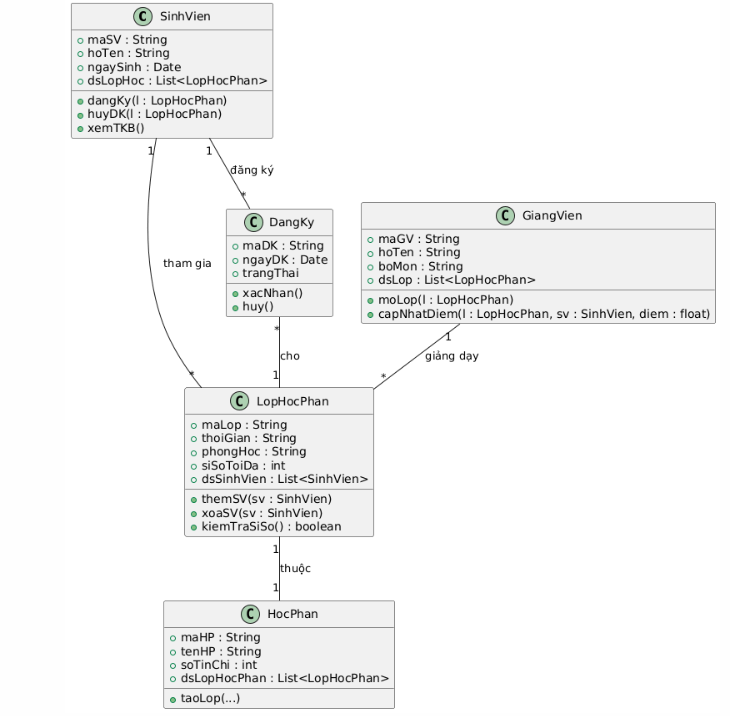 C SinhVien
maSV : String
hoTen : String
ngaySinh : Date
dsLopHoc : List<LopHocPhan>
dangKy(l : LopHocPhan)
huyDK(l : LopHocPhan)
xemTKB()
1
1
đăng ký
*
tham gia
*
C DangKy
maDK : String
ngayDK : Date
trangThai
xacNhan()
huy()
C GiangVien
maGV : String
hoTen : String
boMon : String
dsLop : List<LopHocPhan>
moLop(l : LopHocPhan)
capNhatDiem(l : LopHocPhan, sv : SinhVien, diem : float)
*
cho
1
1
giảng dạy
*
C LopHocPhan
maLop : String
thoiGian : String
phongHoc : String
siSoToiDa : int
dsSinhVien : List<SinhVien>
themSV(sv : SinhVien)
xoaSV(sv : SinhVien)
kiemTraSiSo() : boolean
1
thuộc
1
C HocPhan
maHP : String
tenHP : String
soTinChi : int
dsLopHocPhan : List<LopHocPhan>
taoLop(...)